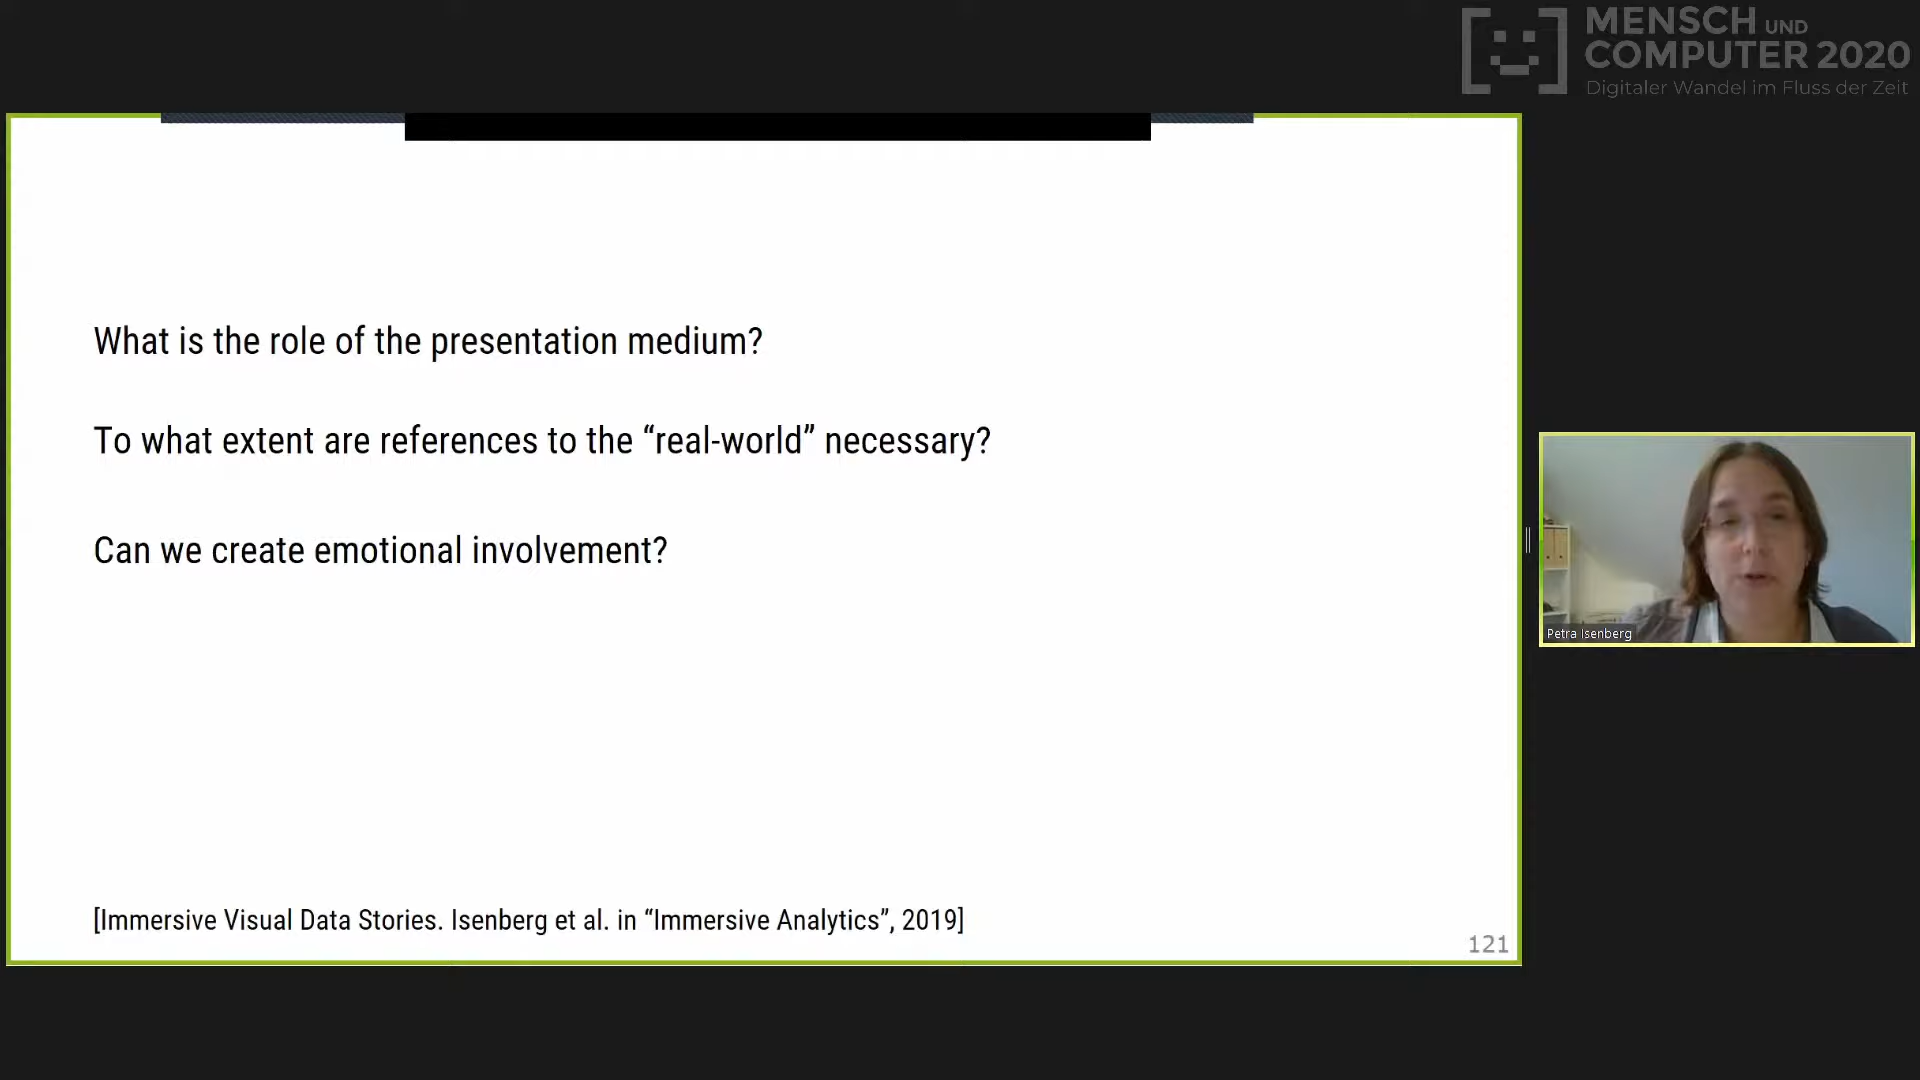 MENSCH UND
COMPUTER 2020
Digitaler Wandel im Fluss der Zeit
What is the role of the presentation medium?
To what extent are references to the “real-world” necessary?
Can we create emotional involvement?
Petra Isenberg
[Immersive Visual Data Stories. Isenberg et al. in “Immersive Analytics”, 2019]
121